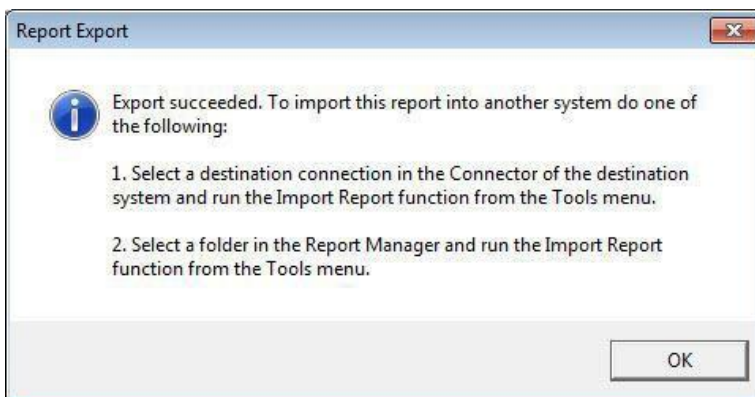 Report Export
Export succeeded. To import this report into another system do one of
the following:
1. Select a destination connection in the Connector of the destination
system and run the Import Report function from the Tools menu.
2. Select a folder in the Report Manager and run the Import Report
function from the Tools menu.
OK